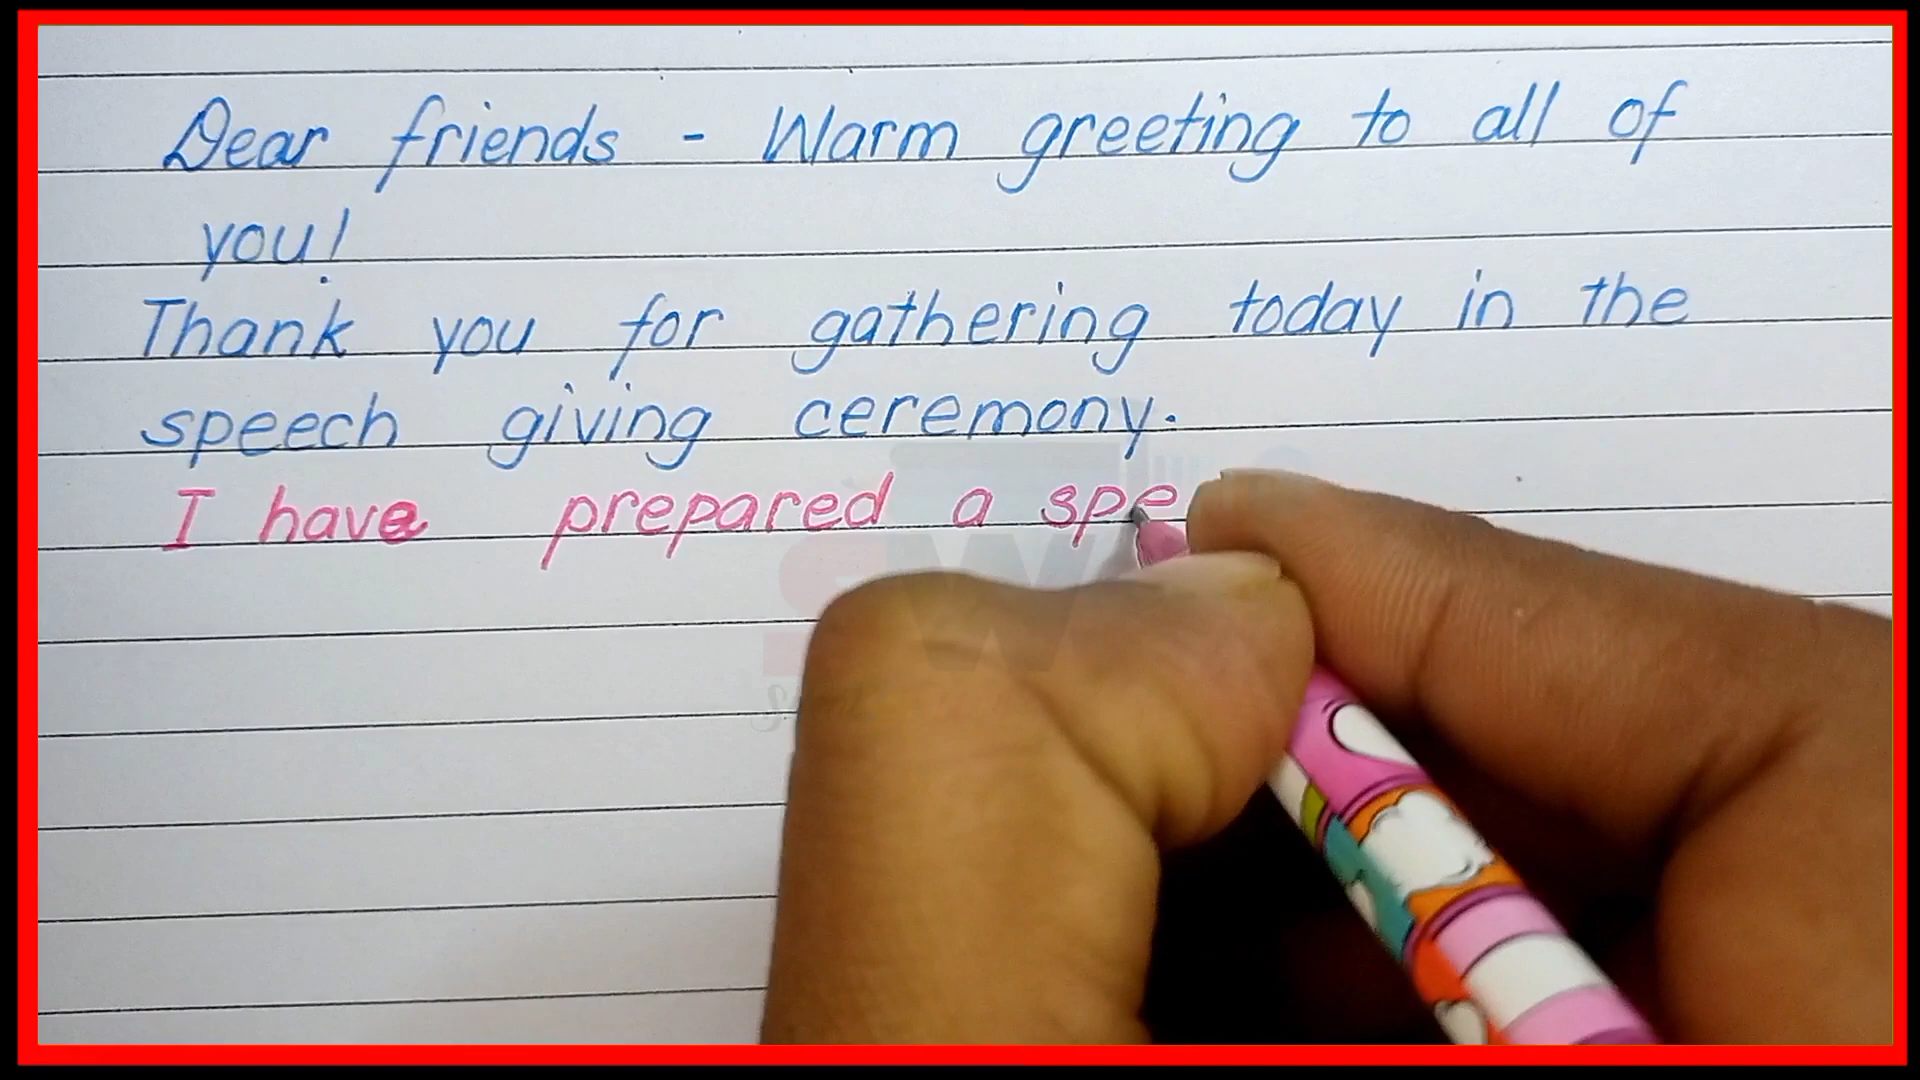 Dear friends - Warm greeting to all of
you!
Thank you for gathering today in the
speech giving ceremony.
I have prepared a spe